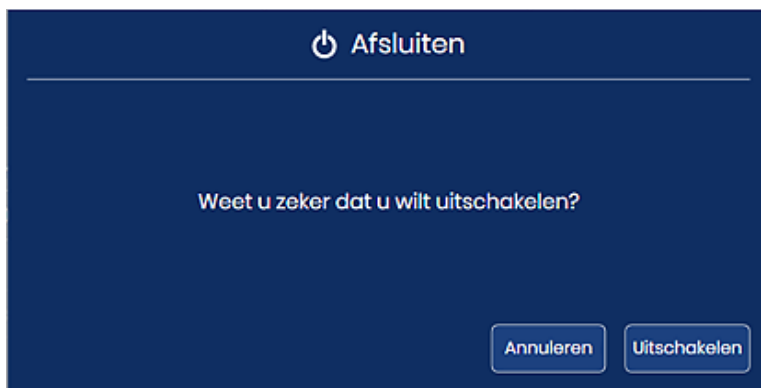 Afsluiten
Weet u zeker dat u wilt uitschakelen?
Annuleren Uitschakelen